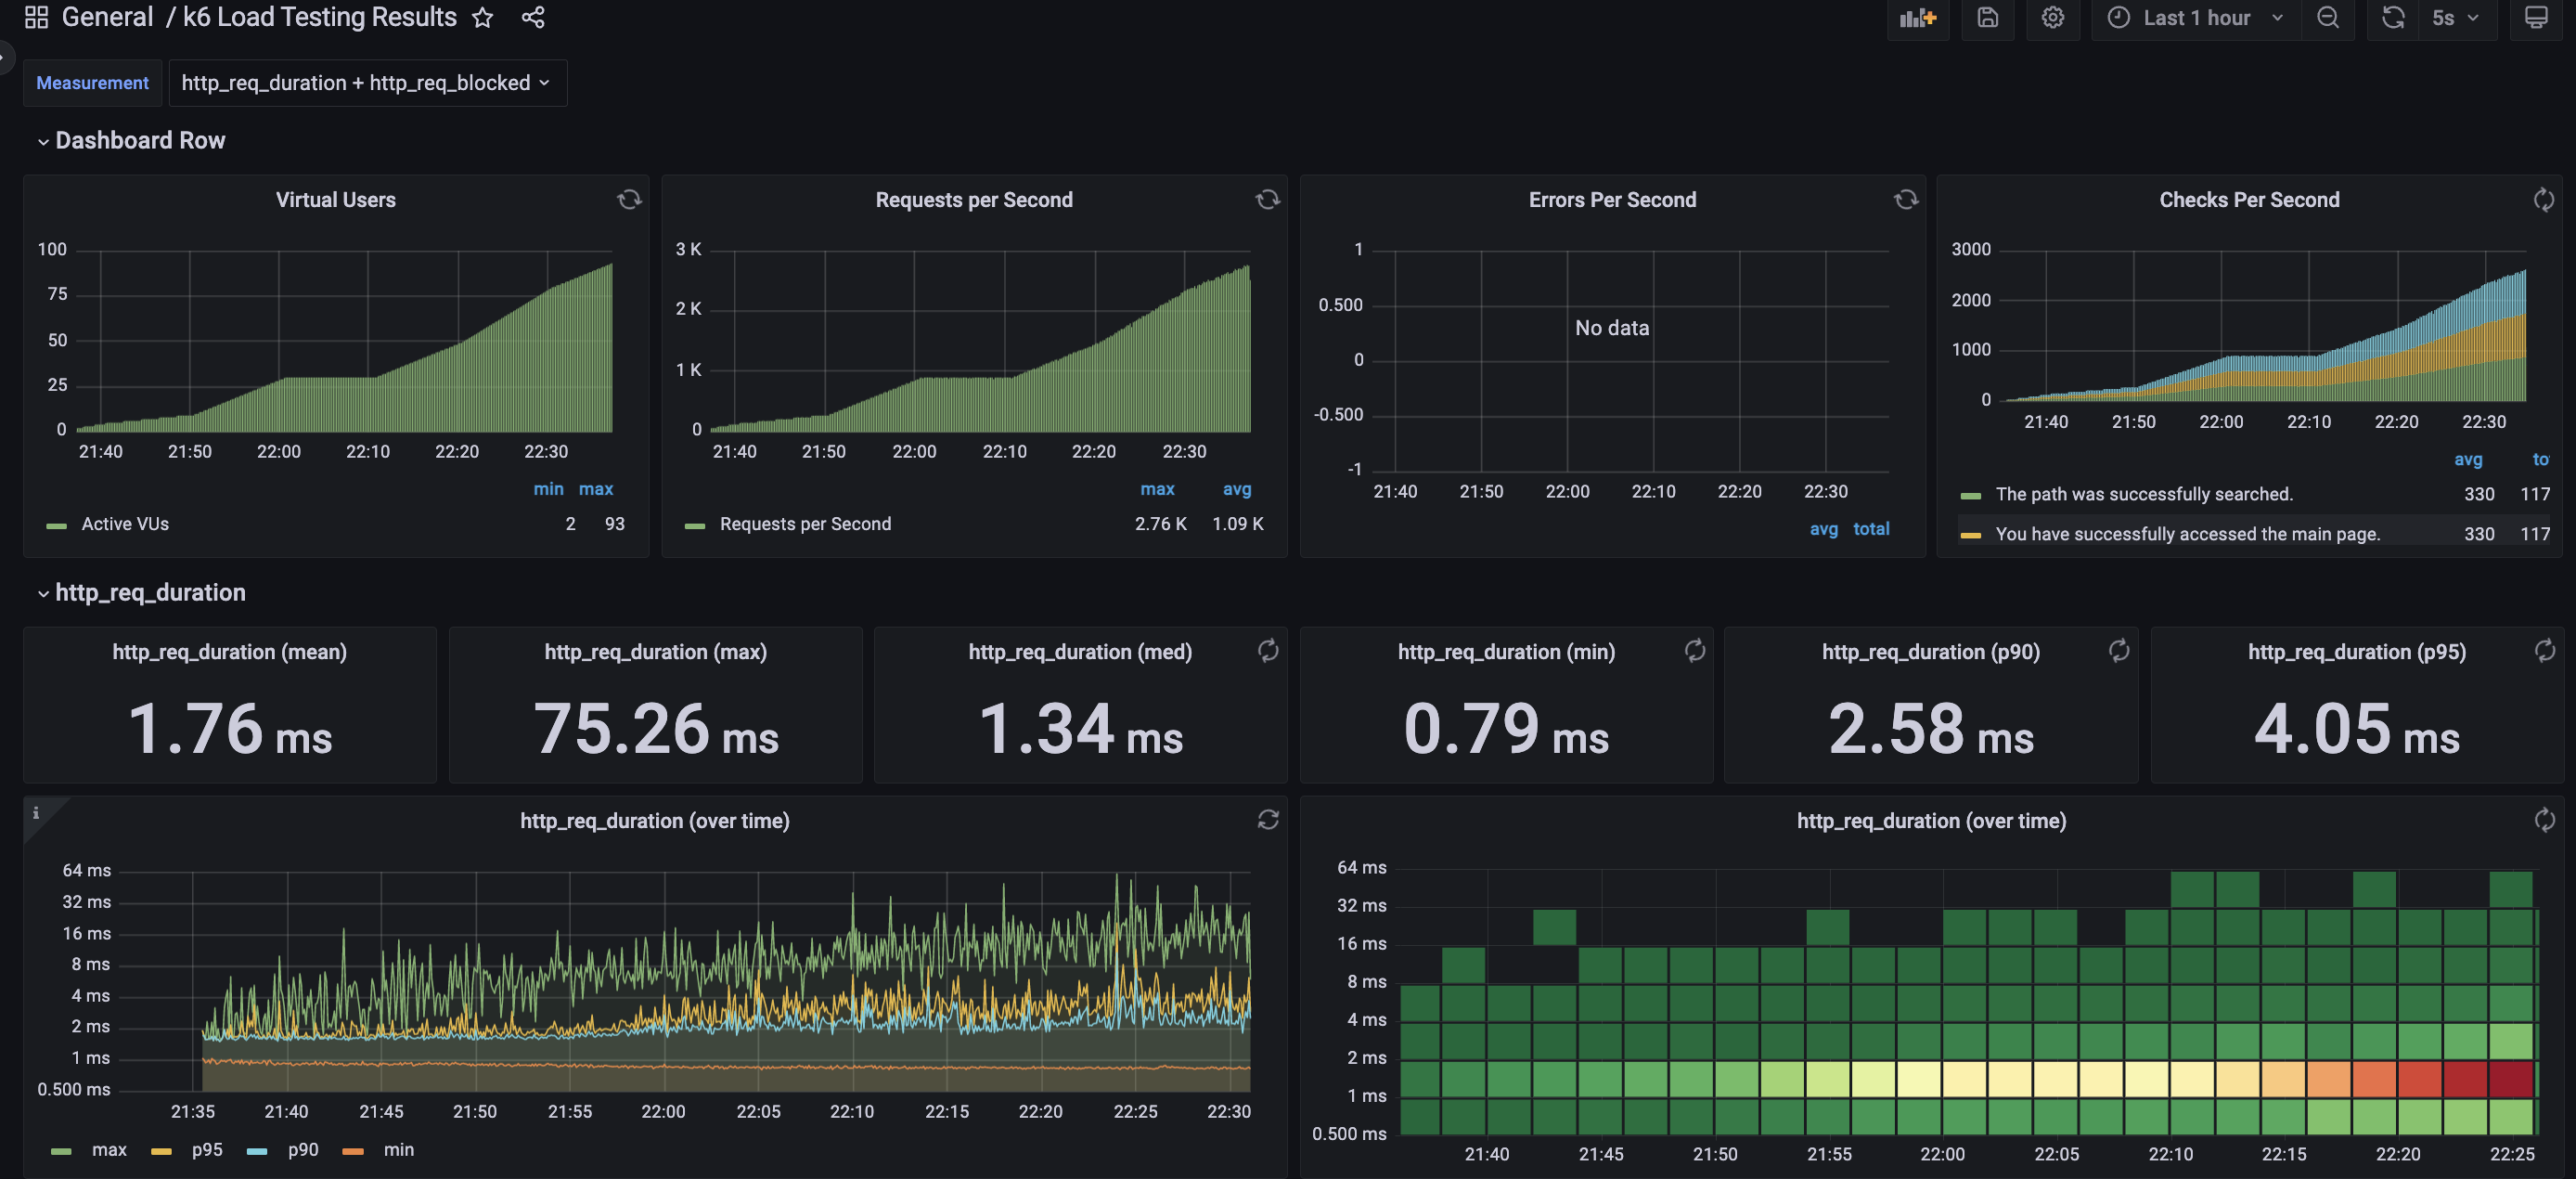 General / k6 Load Testing Results
Last 1 hour
5s
Measurement
http_req_duration + http_req_blocked
Dashboard Row
Virtual Users
100
75
50
25
0
21:40 21:50 22:00 22:10 22:20 22:30
min max
Active VUs 2 93
Requests per Second
3 K
2 K
1 K
0
21:40 21:50 22:00 22:10 22:20 22:30
max avg
Requests per Second 2.76 K 1.09 K
Errors Per Second
1
0.500
0
-0.500
-1
No data
21:40 21:50 22:00 22:10 22:20 22:30
avg total
Checks Per Second
3000
2000
1000
0
21:40 21:50 22:00 22:10 22:20 22:30
avg to
The path was successfully searched. 330 117
You have successfully accessed the main page. 330 117
http_req_duration
http_req_duration (mean)
1.76 ms
http_req_duration (max)
75.26 ms
http_req_duration (med)
1.34 ms
http_req_duration (min)
0.79 ms
http_req_duration (p90)
2.58 ms
http_req_duration (p95)
4.05 ms
i
http_req_duration (over time)
64 ms
32 ms
16 ms
8 ms
4 ms
2 ms
1 ms
0.500 ms
21:35 21:40 21:45 21:50 21:55 22:00 22:05 22:10 22:15 22:20 22:25 22:30
max p95 p90 min
http_req_duration (over time)
64 ms
32 ms
16 ms
8 ms
4 ms
2 ms
1 ms
0.500 ms
21:40 21:45 21:50 21:55 22:00 22:05 22:10 22:15 22:20 22:25